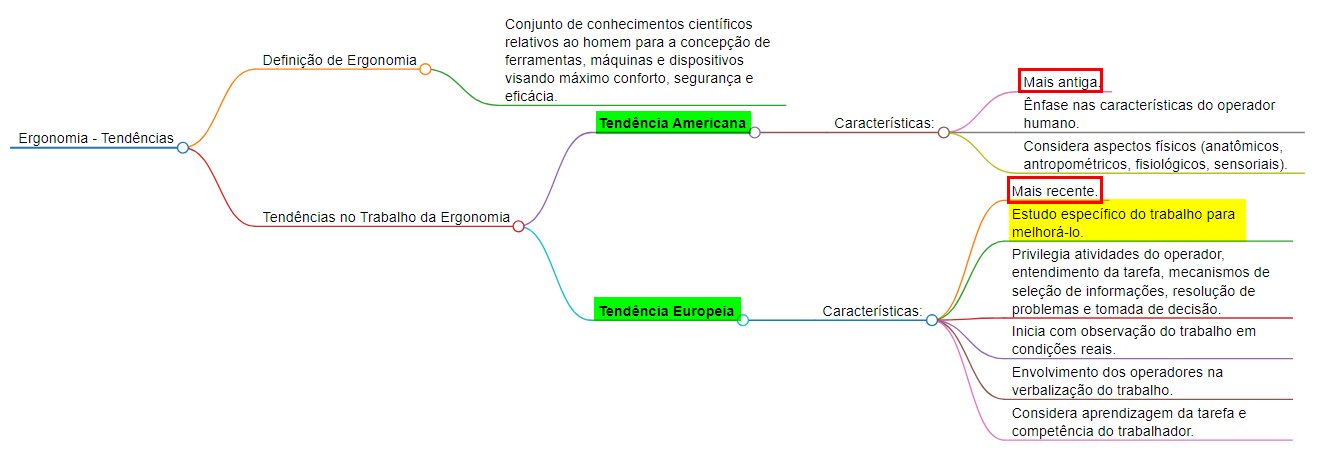 Ergonomia - Tendências
Definição de Ergonomia
Conjunto de conhecimentos científicos
relativos ao homem para a concepção de
ferramentas, máquinas e dispositivos
visando máximo conforto, segurança e
eficácia.
Tendências no Trabalho da Ergonomia
Tendência Americana
Características:
Mais antiga.
Ênfase nas características do operador
humano.
Considera aspectos físicos (anatômicos,
antropométricos, fisiológicos, sensoriais).
Tendência Europeia
Características:
Mais recente.
Estudo específico do trabalho para
melhorá-lo.
Privilegia atividades do operador,
entendimento da tarefa, mecanismos de
seleção de informações, resolução de
problemas e tomada de decisão.
Inicia com observação do trabalho em
condições reais.
Envolvimento dos operadores na
verbalização do trabalho.
Considera aprendizagem da tarefa e
competência do trabalhador.